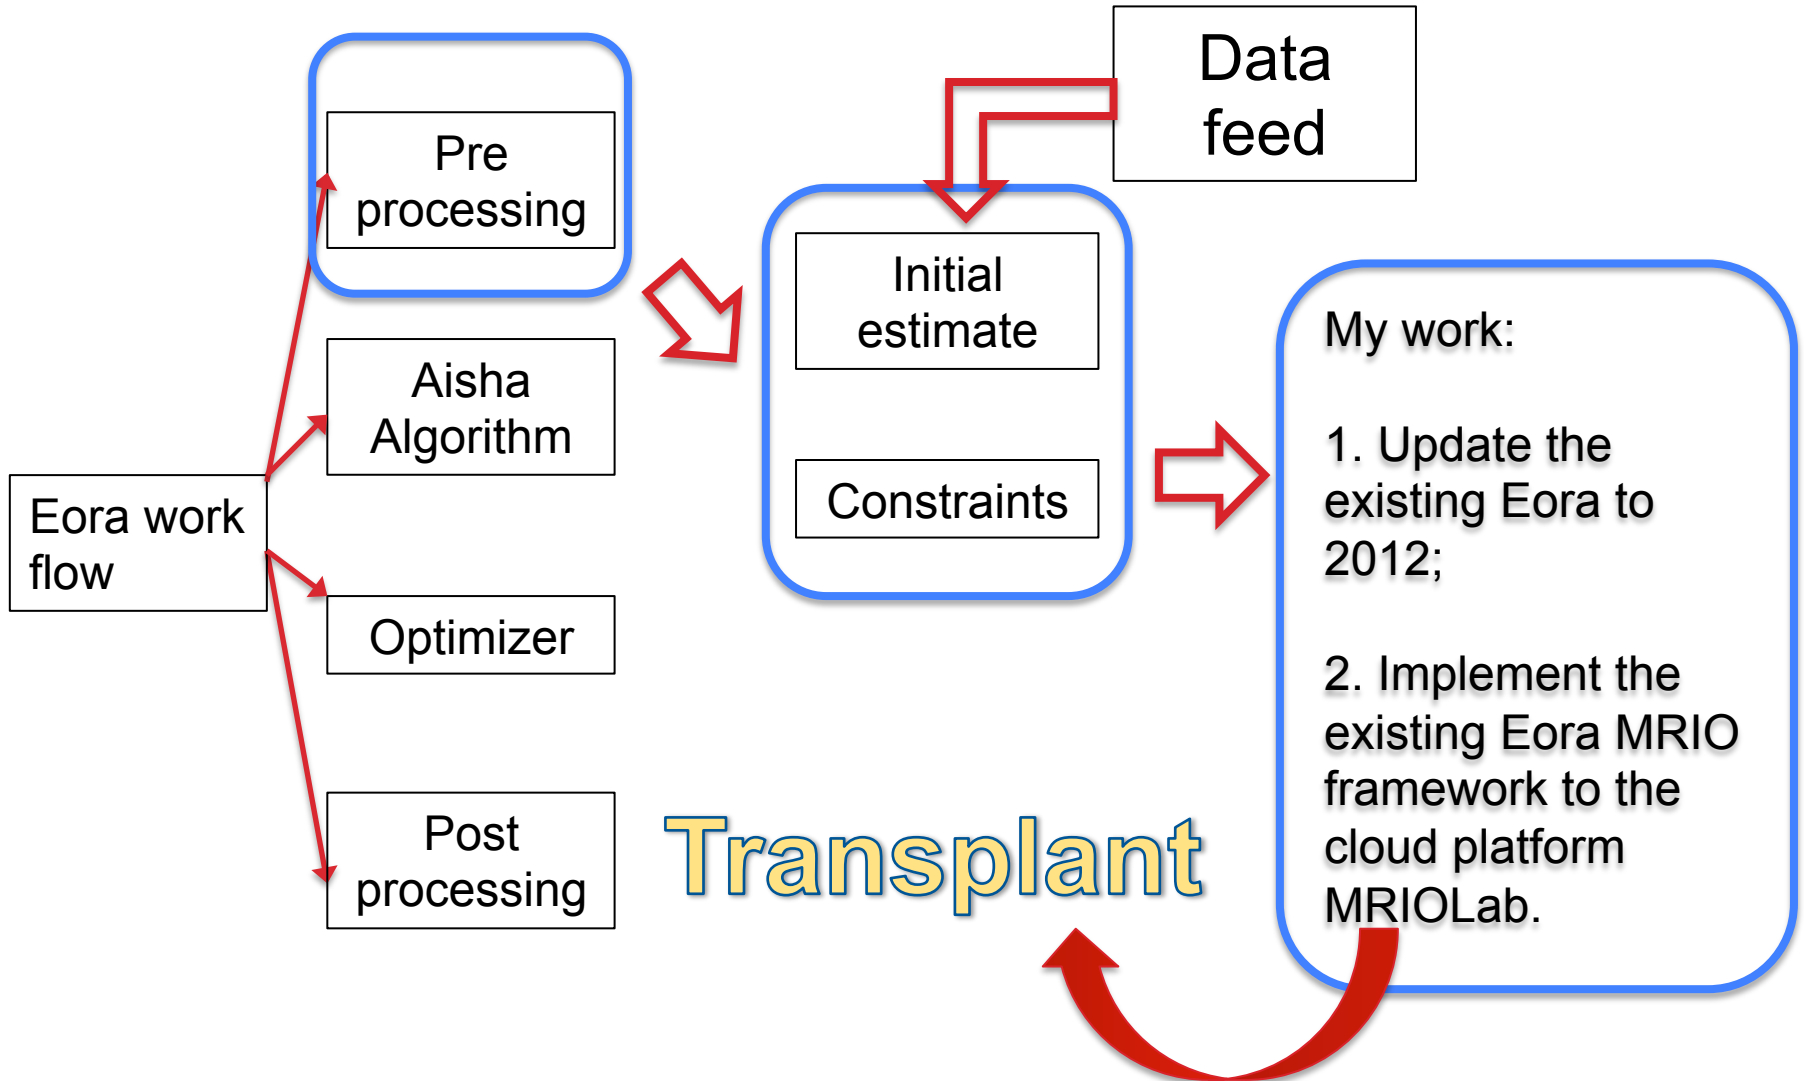 Data
feed
Pre
processing
Initial
estimate
My work:
Aisha
Algorithm
1. Update the
existing Eora to
2012;
Constraints
Eora work
flow
Optimizer
2. Implement the
existing Eora MRIO
framework to the
cloud platform
MRIOLab.
Post
processing
Transplant